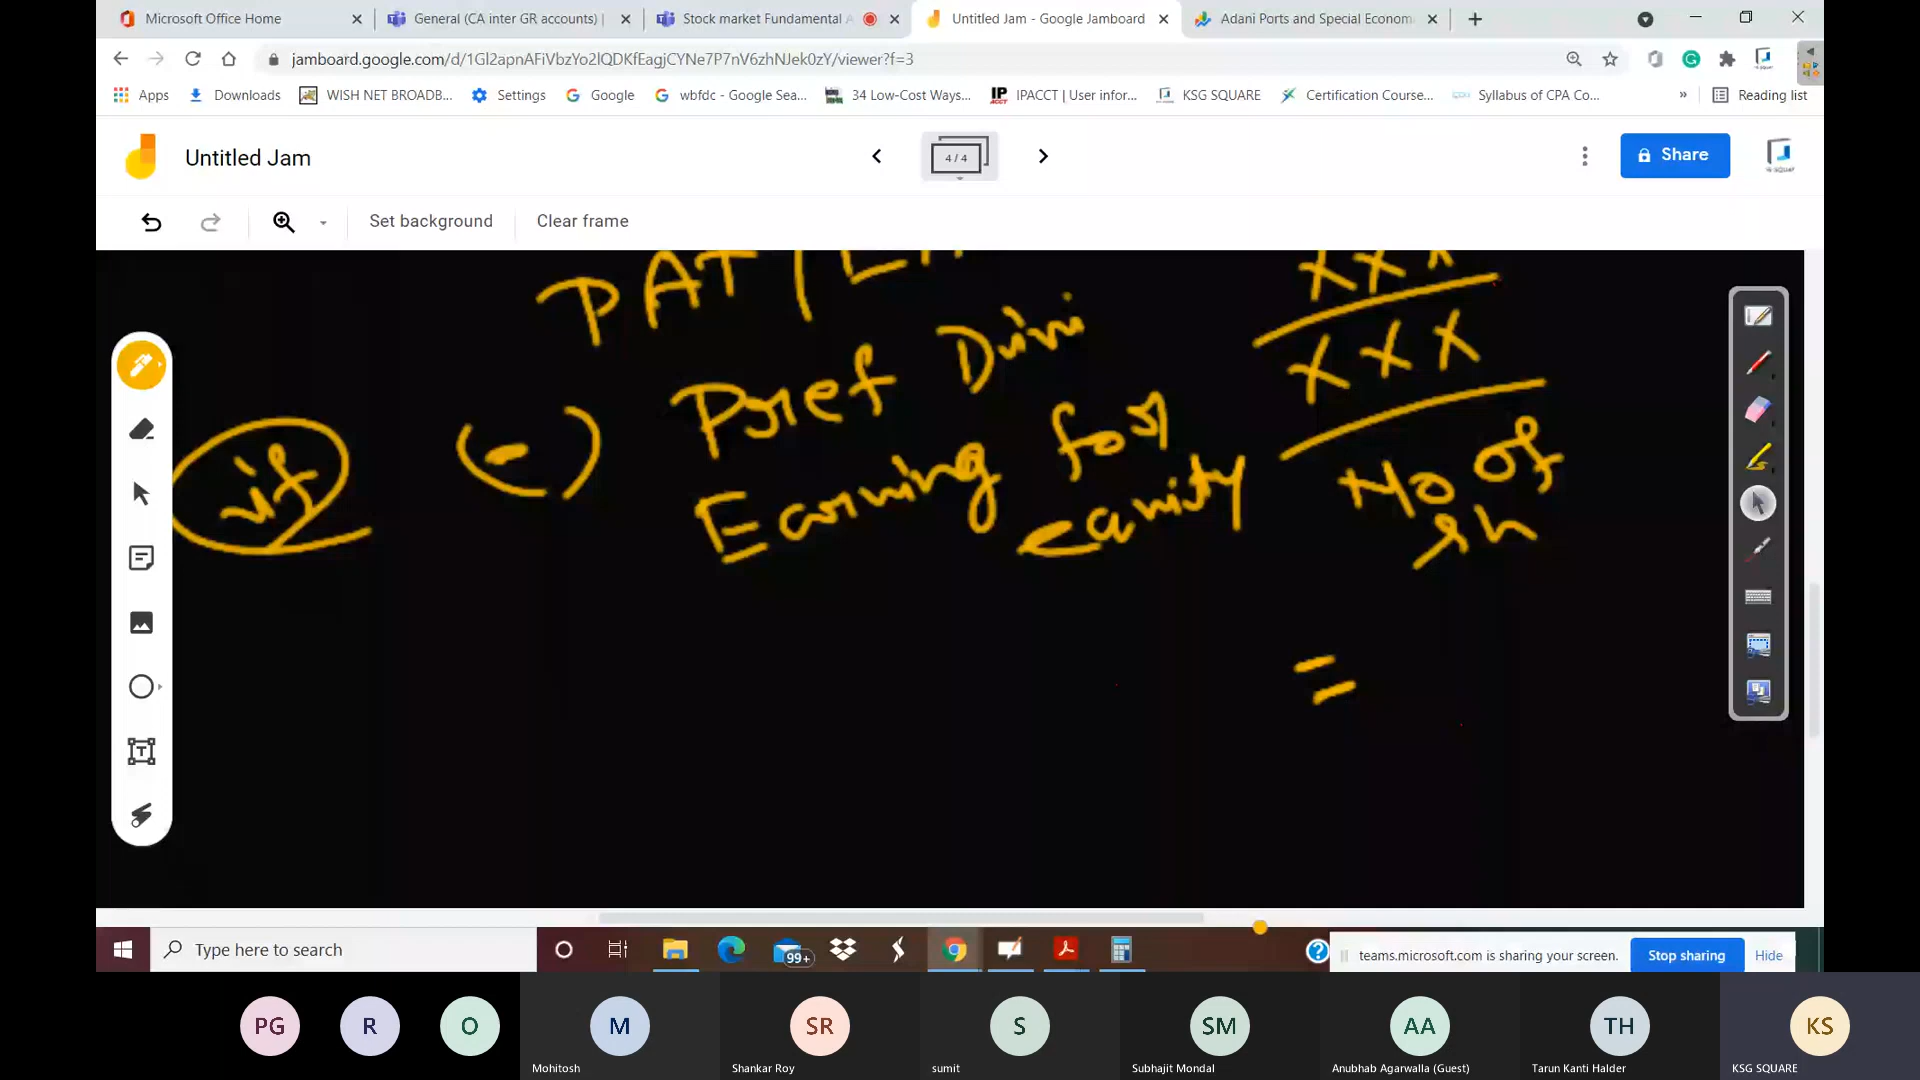 Microsoft Office Home
General (CA inter GR accounts) |
Stock market Fundamental A
Untitled Jam - Google Jamboard
Adani Ports and Special Econom
jamboard.google.com/d/1Gl2apnAFiVbzYo2lQDKfEagjCYNe7P7nV6zhNJek0zY/viewer?f=3
Apps
Downloads
WISH NET BROADB...
Settings
Google
wbfdc - Google Sea...
34 Low-Cost Ways...
IPACCT | User infor...
KSG SQUARE
Certification Course...
Syllabus of CPA Co...
»
Reading list
Untitled Jam
4 / 4
Share
Set background
Clear frame
PAT/
XXX
(-) Pref Divi
XXX
if
Earning for
equity
No of
sh
=
Type here to search
99+
teams.microsoft.com is sharing your screen.
Stop sharing
Hide
PG
R
O
M
SR
S
SM
AA
TH
KS
Mohitosh
Shankar Roy
sumit
Subhajit Mondal
Anubhab Agarwalla (Guest)
Tarun Kanti Halder
KSG SQUARE